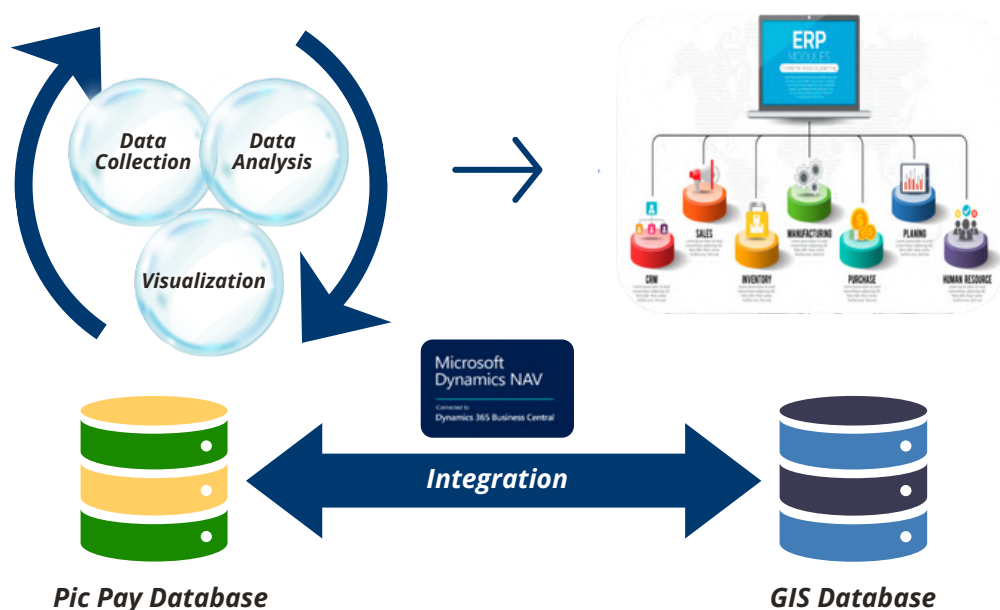 Data
Collection
Data
Analysis
Visualization
ERP
MODULES
SALES
MANUFACTURING
PLANING
CRM
INVENTORY
PURCHASE
HUMAN RESOURCE
Microsoft
Dynamics NAV
Connected to
Dynamics 365 Business Central
Integration
Pic Pay Database
GIS Database